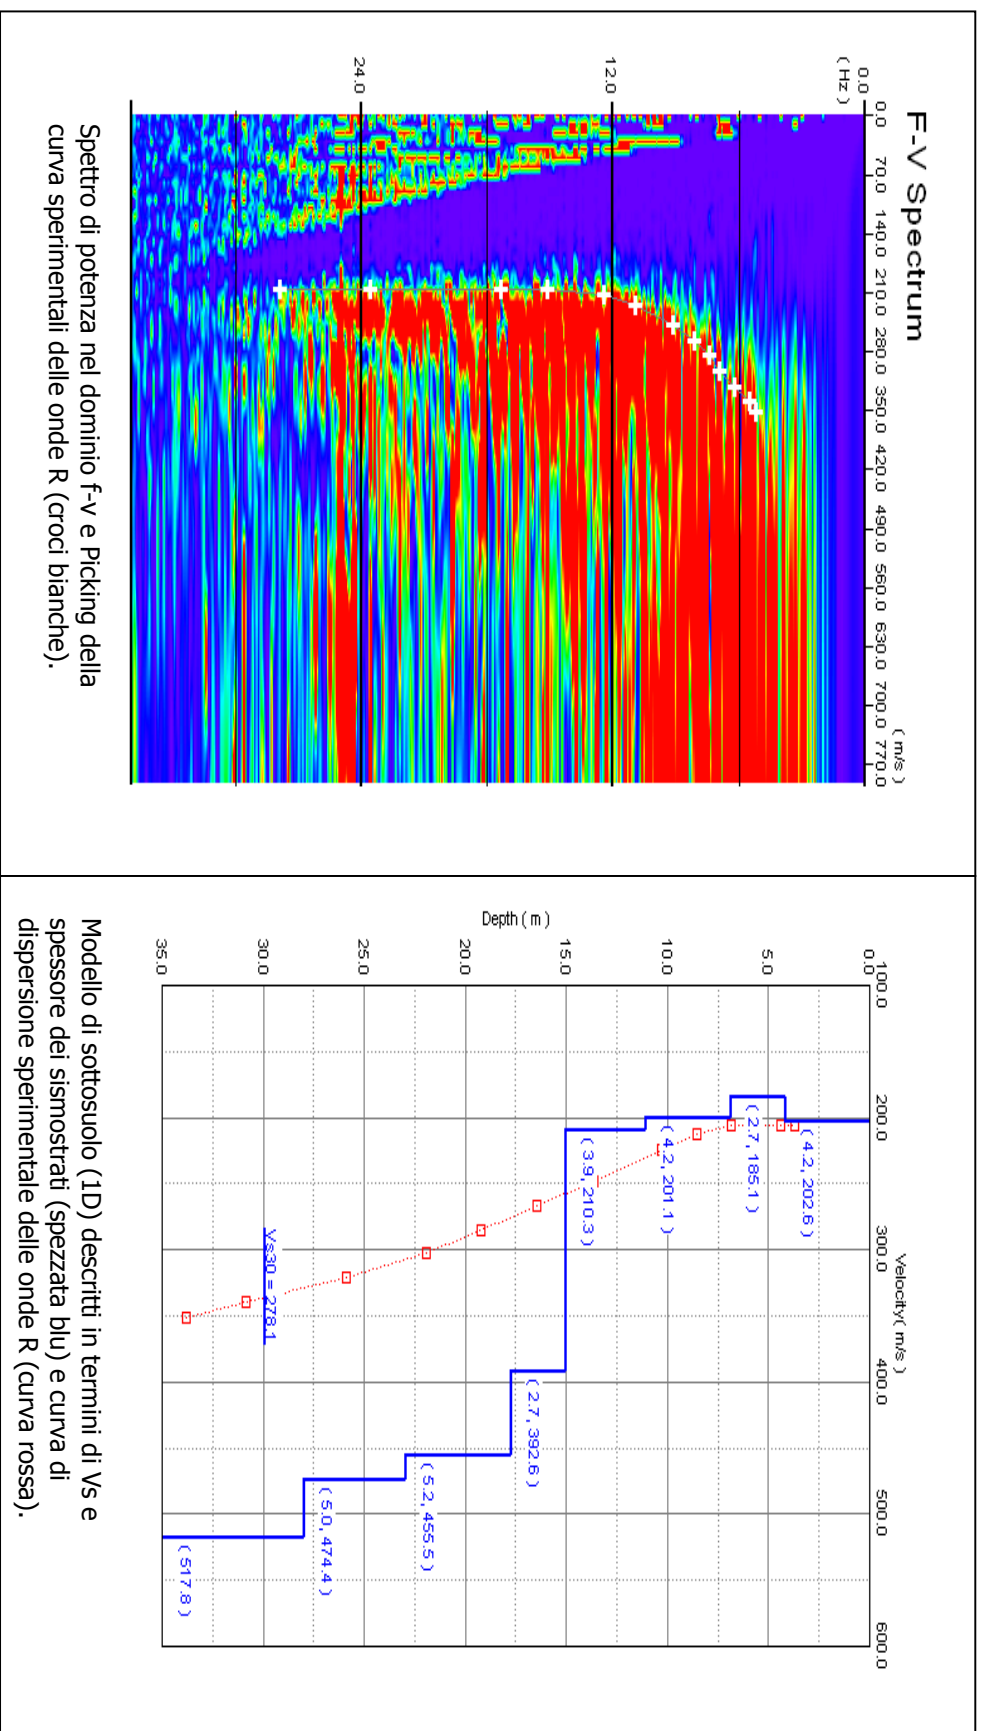 F-V Spectrum
0.0 70.0 140.0 210.0 280.0 350.0 420.0 490.0 560.0 630.0 700.0 770.0
( m/s )
0.0
( Hz )
12.0
24.0
Spettro di potenza nel dominio f-v e Picking della
curva sperimentali delle onde R (croci bianche).
Velocity( m/s )
100.0 200.0 300.0 400.0 500.0 600.0
0.0
5.0
10.0
15.0
20.0
25.0
30.0
35.0
Depth ( m )
( 4.2, 202.6 )
( 2.7, 185.1 )
( 4.2, 201.1 )
( 3.9, 210.3 )
( 2.7, 392.6 )
( 5.2, 455.5 )
( 5.0, 474.4 )
( 517.8 )
Vs30 = 278.1
Modello di sottosuolo (1D) descritti in termini di Vs e
spessore dei sismostrati (spezzata blu) e curva di
dispersione sperimentale delle onde R (curva rossa).